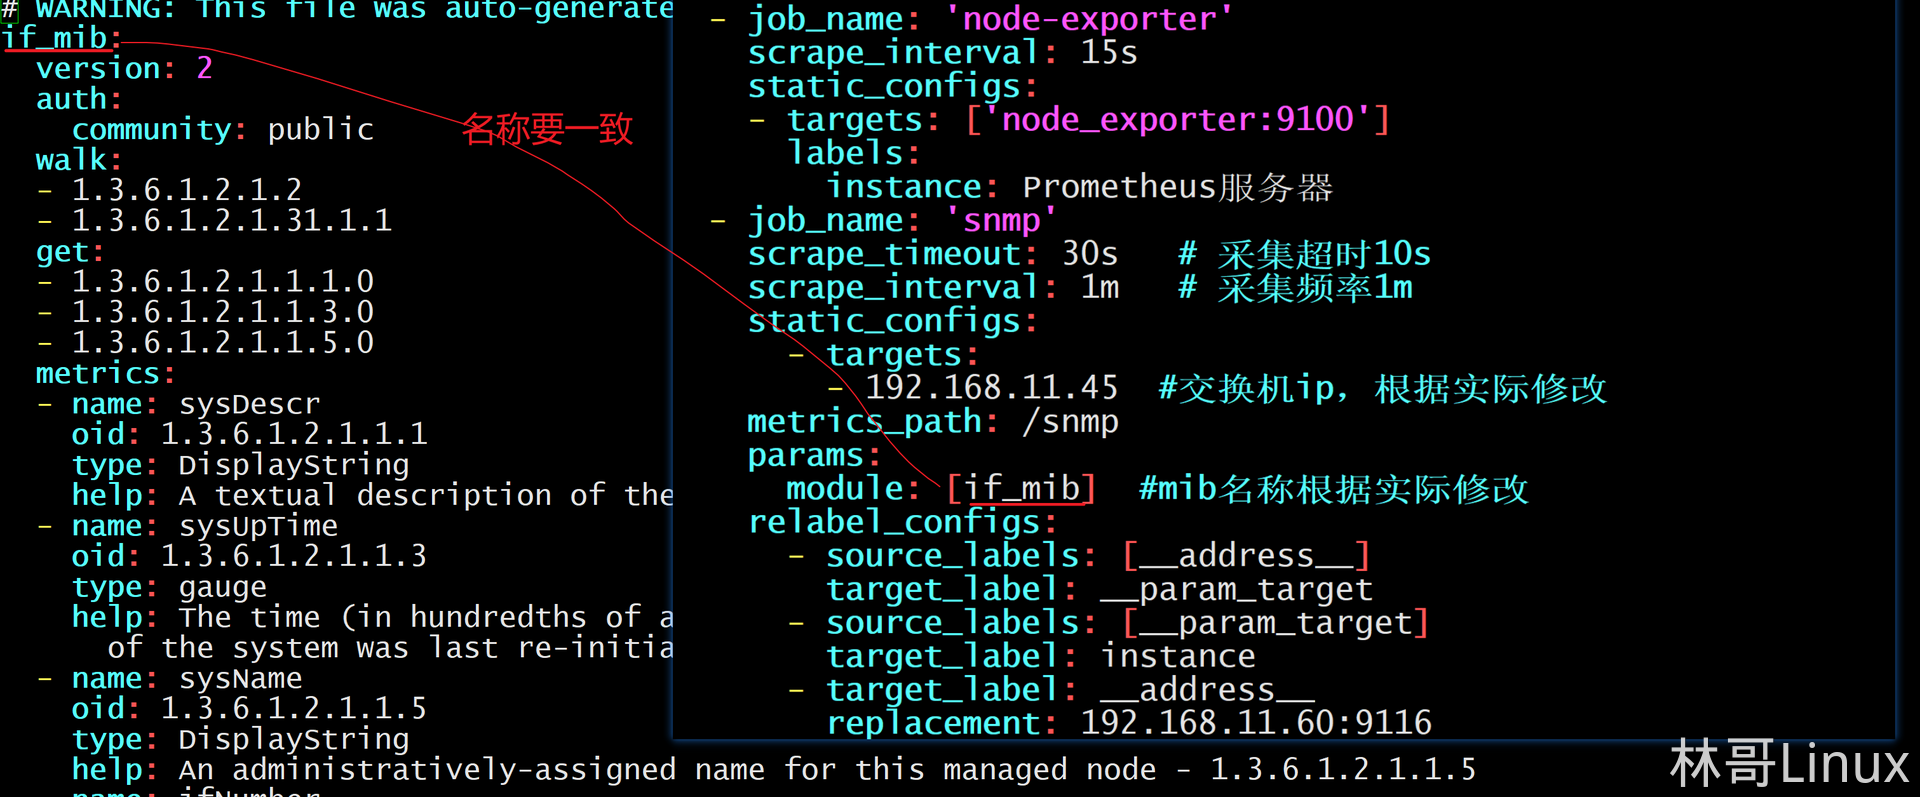 # WARNING: This file was auto-generate
if_mib:
  version: 2
  auth:
    community: public
  walk:
  - 1.3.6.1.2.1.2
  - 1.3.6.1.2.1.31.1.1
  get:
  - 1.3.6.1.2.1.1.1.0
  - 1.3.6.1.2.1.1.3.0
  - 1.3.6.1.2.1.1.5.0
  metrics:
  - name: sysDescr
    oid: 1.3.6.1.2.1.1.1
    type: DisplayString
    help: A textual description of the
  - name: sysUpTime
    oid: 1.3.6.1.2.1.1.3
    type: gauge
    help: The time (in hundredths of a
      of the system was last re-initia
  - name: sysName
    oid: 1.3.6.1.2.1.1.5
    type: DisplayString
    help: An administratively-assigned name for this managed node - 1.3.6.1.2.1.1.5
名称要一致
- job_name: 'node-exporter'
  scrape_interval: 15s
  static_configs:
  - targets: ['node_exporter:9100']
    labels:
      instance: Prometheus服务器
- job_name: 'snmp'
  scrape_timeout: 30s   # 采集超时10s
  scrape_interval: 1m   # 采集频率1m
  static_configs:
    - targets:
      - 192.168.11.45  #交换机ip，根据实际修改
  metrics_path: /snmp
  params:
    module: [if_mib]  #mib名称根据实际修改
  relabel_configs:
    - source_labels: [__address__]
      target_label: __param_target
    - source_labels: [__param_target]
      target_label: instance
    - target_label: __address__
      replacement: 192.168.11.60:9116
林哥Linux